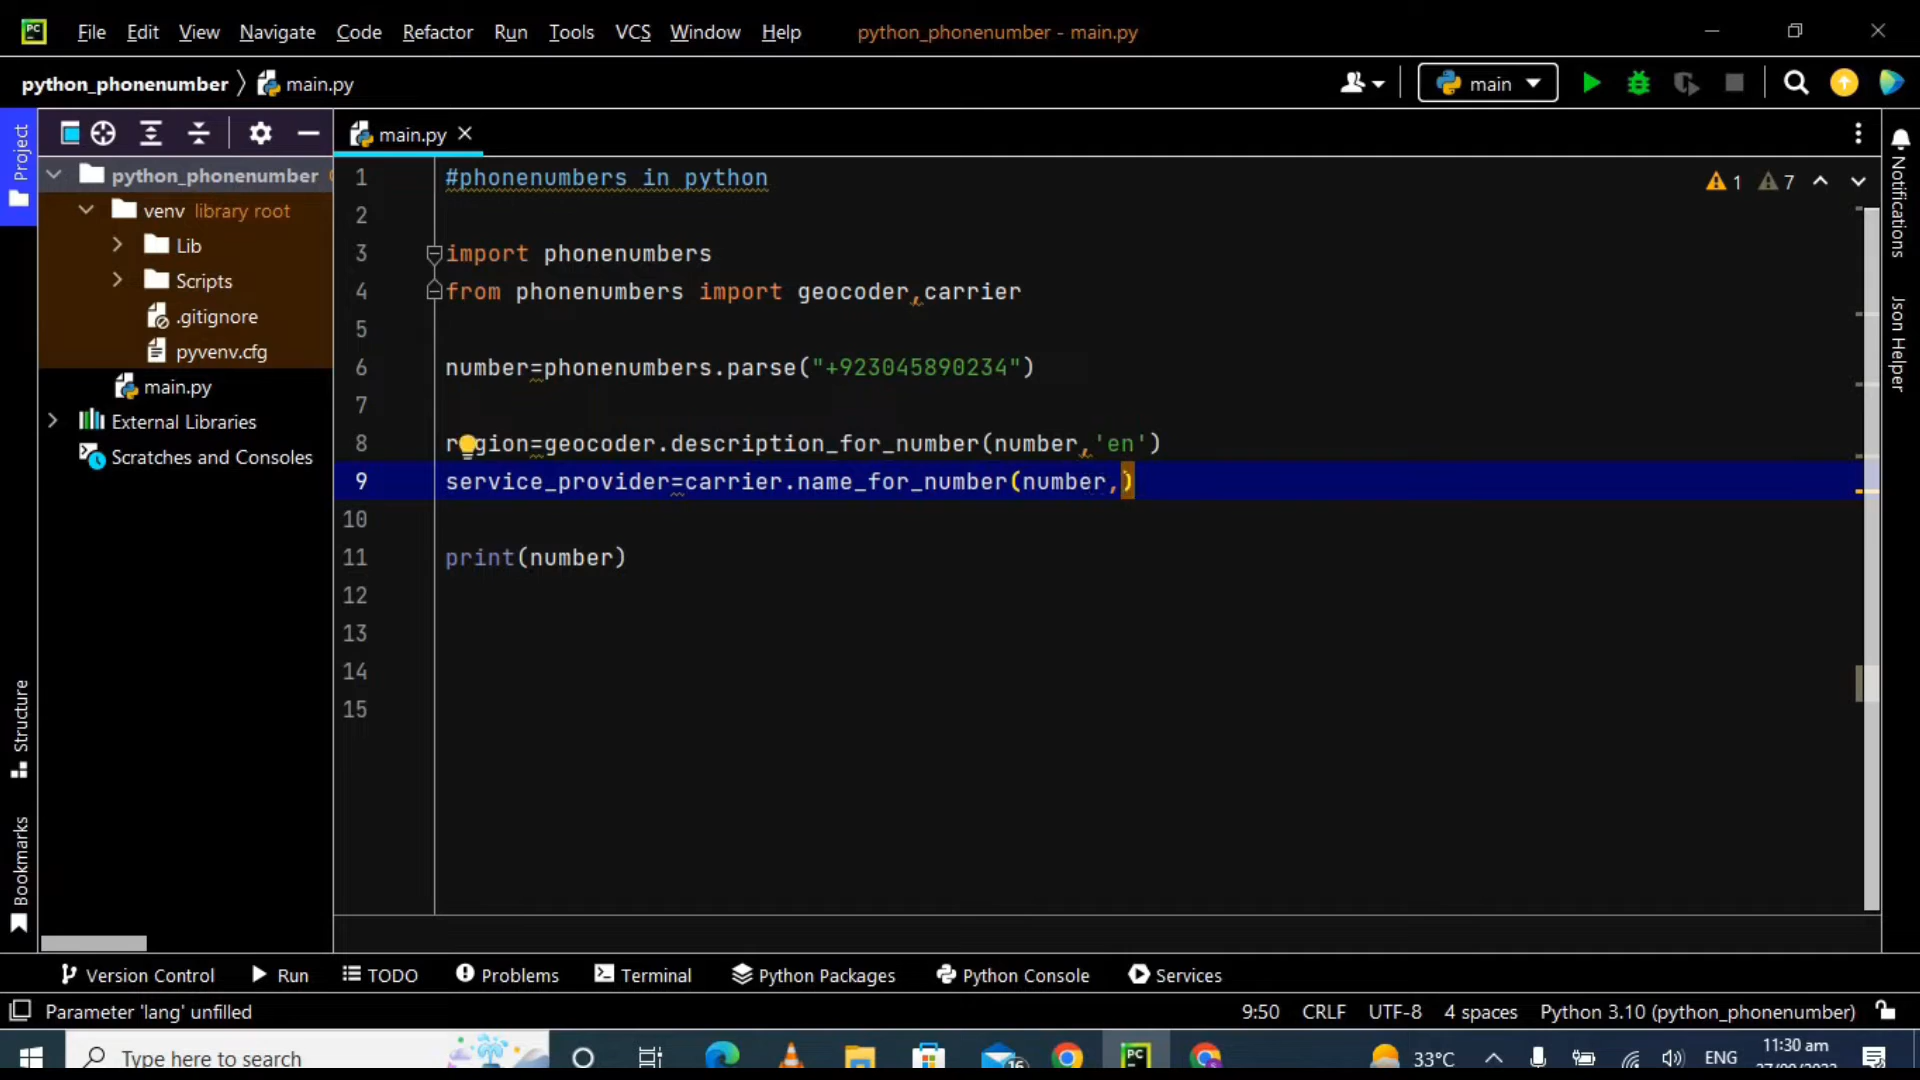 PC File Edit View Navigate Code Refactor Run Tools VCS Window Help python_phonenumber - main.py
python_phonenumber main.py main
Project
main.py
python_phonenumber
venv library root
Lib
Scripts
.gitignore
pyvenv.cfg
main.py
External Libraries
Scratches and Consoles
1 #phonenumbers in python
2
3 import phonenumbers
4 from phonenumbers import geocoder,carrier
5
6 number=phonenumbers.parse("+923045890234")
7
8 region=geocoder.description_for_number(number,'en')
9 service_provider=carrier.name_for_number(number,)
10
11 print(number)
12
13
14
15
1 7
Notifications
Json Helper
Structure
Bookmarks
Version Control Run TODO Problems Terminal Python Packages Python Console Services
Parameter 'lang' unfilled 9:50 CRLF UTF-8 4 spaces Python 3.10 (python_phonenumber)
Type here to search 16 PC 33°C ENG 11:30 am